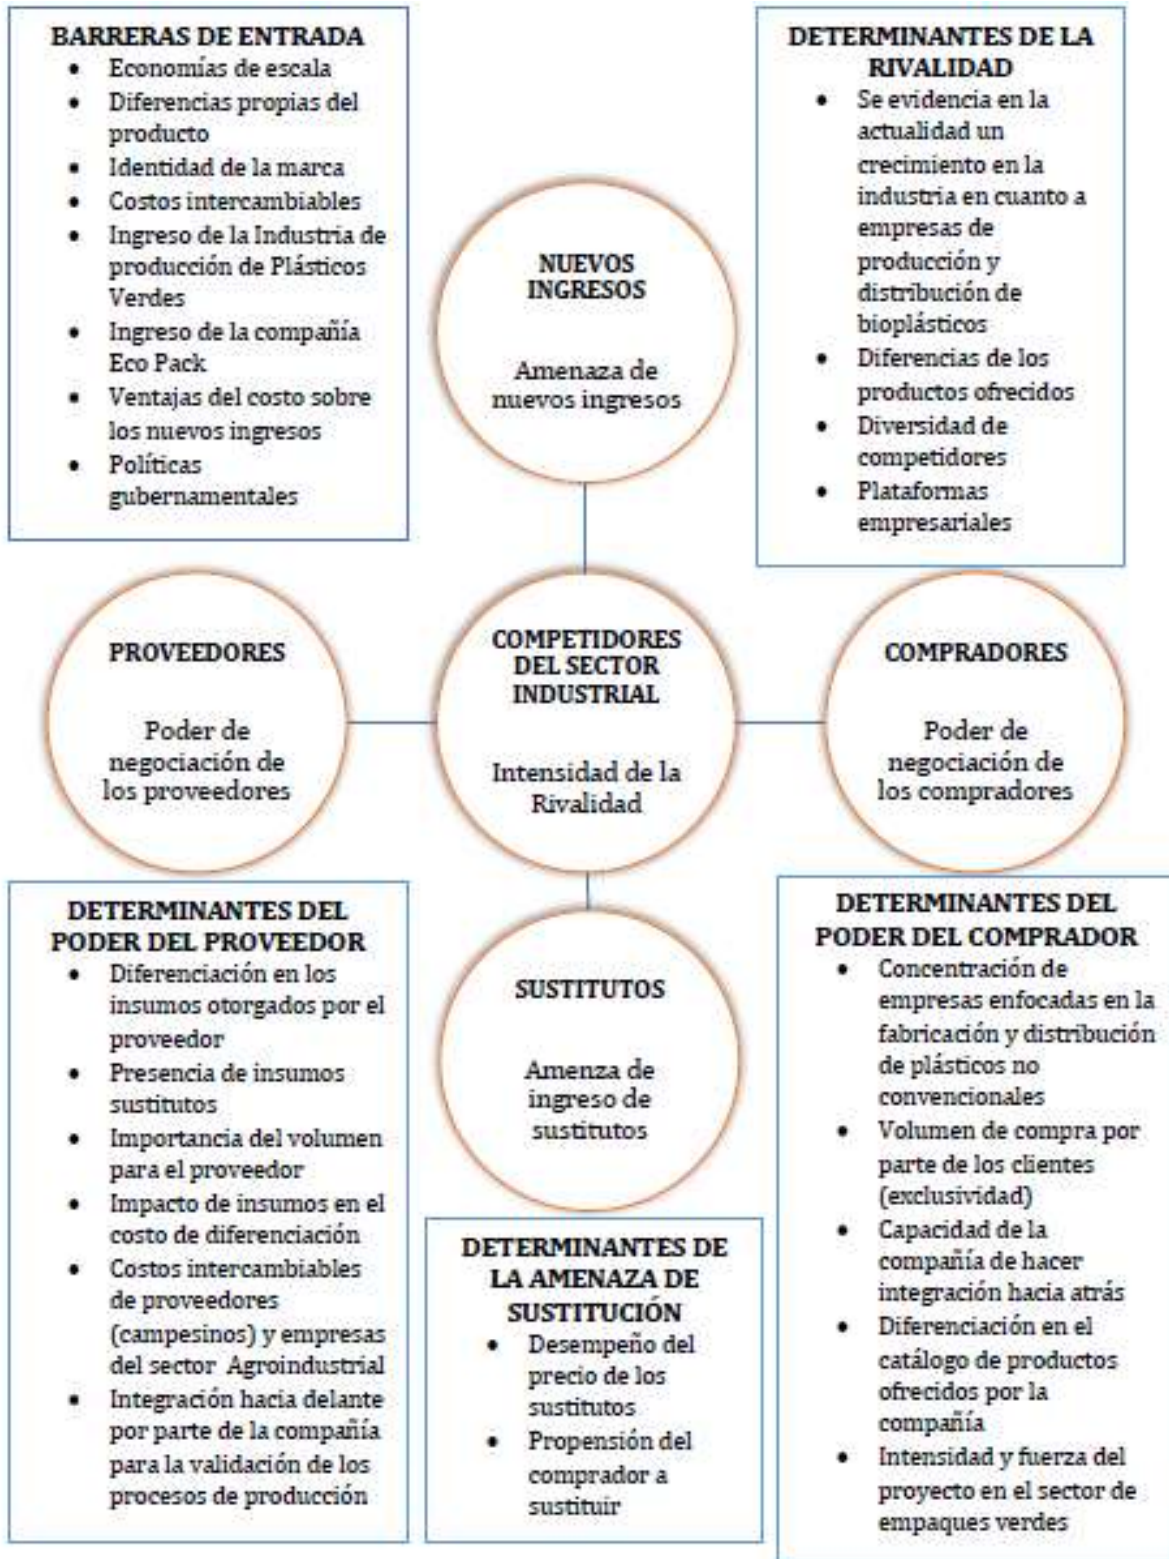 BARRERAS DE ENTRADA
• Economías de escala
• Diferencias propias del
producto
• Identidad de la marca
• Costos intercambiables
• Ingreso de la Industria de
producción de Plásticos
Verdes
• Ingreso de la compañía
Eco Pack
• Ventajas del costo sobre
los nuevos ingresos
• Políticas
gubernamentales
NUEVOS
INGRESOS
Amenaza de
nuevos ingresos
DETERMINANTES DE LA
RIVALIDAD
• Se evidencia en la
actualidad un
crecimiento en la
industria en cuanto a
empresas de
producción y
distribución de
bioplásticos
• Diferencias de los
productos ofrecidos
• Diversidad de
competidores
• Plataformas
empresariales
PROVEEDORES
Poder de
negociación de
los proveedores
COMPETIDORES
DEL SECTOR
INDUSTRIAL
Intensidad de la
Rivalidad
COMPRADORES
Poder de
negociación de
los compradores
DETERMINANTES DEL
PODER DEL PROVEEDOR
• Diferenciación en los
insumos otorgados por el
proveedor
• Presencia de insumos
sustitutos
• Importancia del volumen
para el proveedor
• Impacto de insumos en el
costo de diferenciación
• Costos intercambiables
de proveedores
(campesinos) y empresas
del sector Agroindustrial
• Integración hacia delante
por parte de la compañía
para la validación de los
procesos de producción
SUSTITUTOS
Amenza de
ingreso de
sustitutos
DETERMINANTES DE
LA AMENAZA DE
SUSTITUCIÓN
• Desempeño del
precio de los
sustitutos
• Propensión del
comprador a
sustituir
DETERMINANTES DEL
PODER DEL COMPRADOR
• Concentración de
empresas enfocadas en la
fabricación y distribución
de plásticos no
convencionales
• Volumen de compra por
parte de los clientes
(exclusividad)
• Capacidad de la
compañía de hacer
integración hacia atrás
• Diferenciación en el
catálogo de productos
ofrecidos por la
compañía
• Intensidad y fuerza del
proyecto en el sector de
empaques verdes